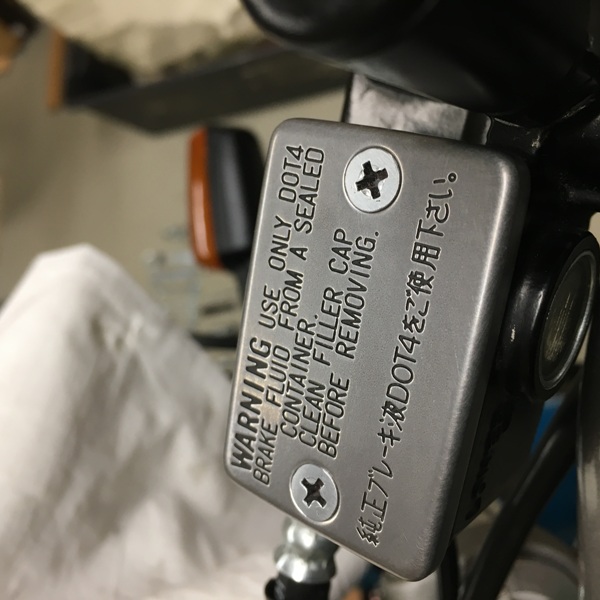 WARNING USE ONLY DOT4
BRAKE FLUID FROM A SEALED
CONTAINER.
CLEAN FILLER CAP
BEFORE REMOVING.
純正ブレーキ液DOT4をご使用下さい。